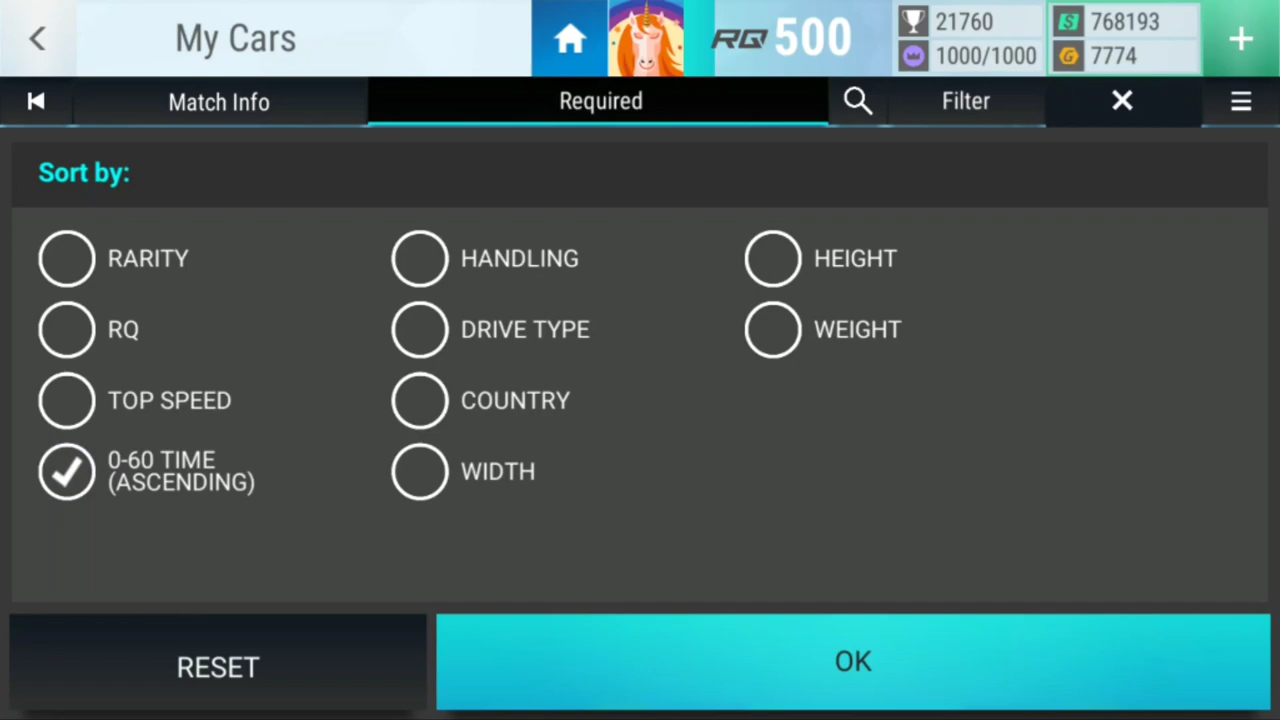 My Cars
RQ 500
21760
1000/1000
768193
7774
Match Info
Required
Filter
Sort by:
RARITY
RQ
TOP SPEED
0-60 TIME
(ASCENDING)
HANDLING
DRIVE TYPE
COUNTRY
WIDTH
HEIGHT
WEIGHT
RESET
OK